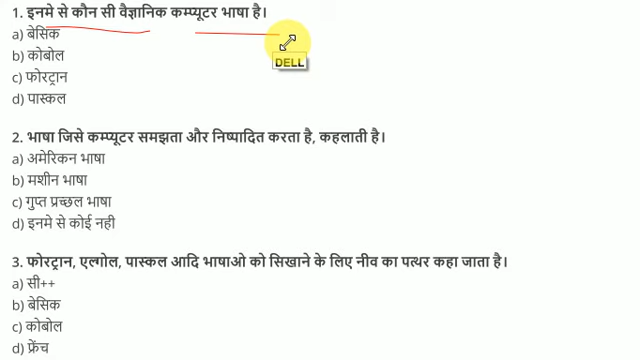 1. इनमे से कौन सी वैज्ञानिक कम्प्यूटर भाषा है।
a) बेसिक
b) कोबोल
c) फोरट्रान
d) पास्कल
DELL
2. भाषा जिसे कम्प्यूटर समझता और निष्पादित करता है, कहलाती है।
a) अमेरिकन भाषा
b) मशीन भाषा
c) गुप्त प्रच्छल भाषा
d) इनमे से कोई नही
3. फोरट्रान, एल्गोल, पास्कल आदि भाषाओ को सिखाने के लिए नीव का पत्थर कहा जाता है।
a) सी++
b) बेसिक
c) कोबोल
d) फ्रेंच